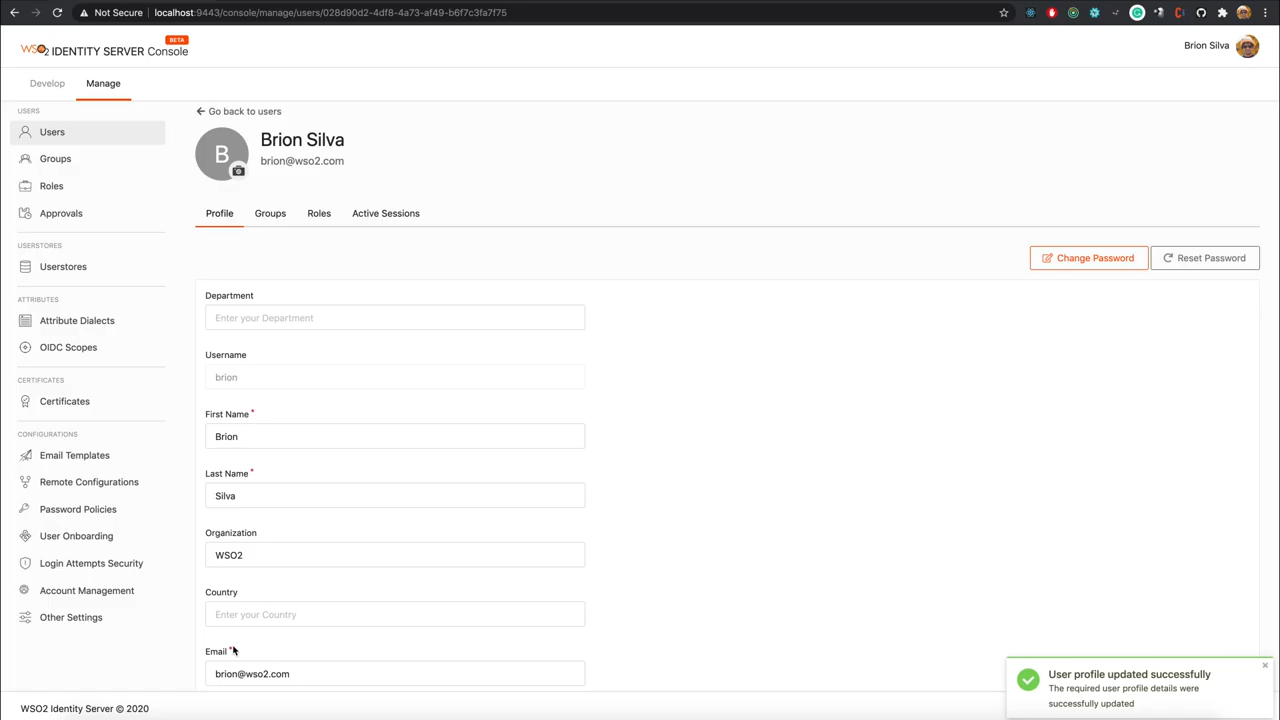 Not Secure localhost:9443/console/manage/users/028d90d2-4df8-4a73-af49-b6f7c3fa7f75
WSO2 IDENTITY SERVER Console BETA
Brion Silva
Develop Manage
USERS
Users
Groups
Roles
Approvals
USERSTORES
Userstores
ATTRIBUTES
Attribute Dialects
OIDC Scopes
CERTIFICATES
Certificates
CONFIGURATIONS
Email Templates
Remote Configurations
Password Policies
User Onboarding
Login Attempts Security
Account Management
Other Settings
Go back to users
B
Brion Silva
brion@wso2.com
Profile Groups Roles Active Sessions
Change Password Reset Password
Department
Enter your Department
Username
brion
First Name *
Brion
Last Name *
Silva
Organization
WSO2
Country
Enter your Country
Email *
brion@wso2.com
User profile updated successfully
The required user profile details were
successfully updated
WSO2 Identity Server © 2020